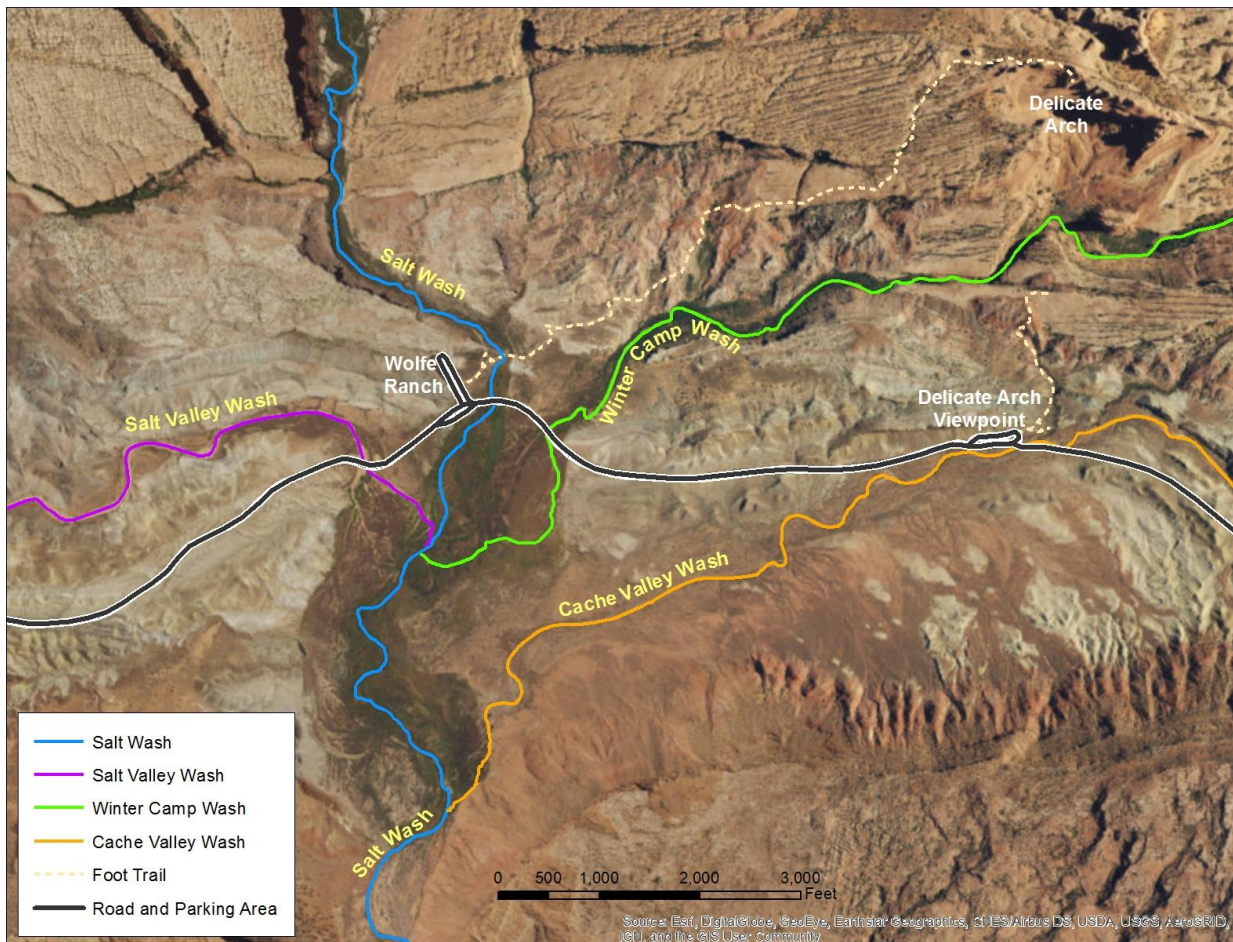 Delicate
Arch
Salt Wash
Wolfe
Ranch
Winter Camp Wash
Salt Valley Wash
Delicate Arch
Viewpoint
Cache Valley Wash
Salt Wash
Salt Wash
Salt Valley Wash
Winter Camp Wash
Cache Valley Wash
Foot Trail
Road and Parking Area
0 500 1,000 2,000 3,000
Feet
Source: Esri, DigitalGlobe, GeoEye, Earthstar Geographics, CNES/Airbus DS, USDA, USGS, AeroGRID,
IGN, and the GIS User Community